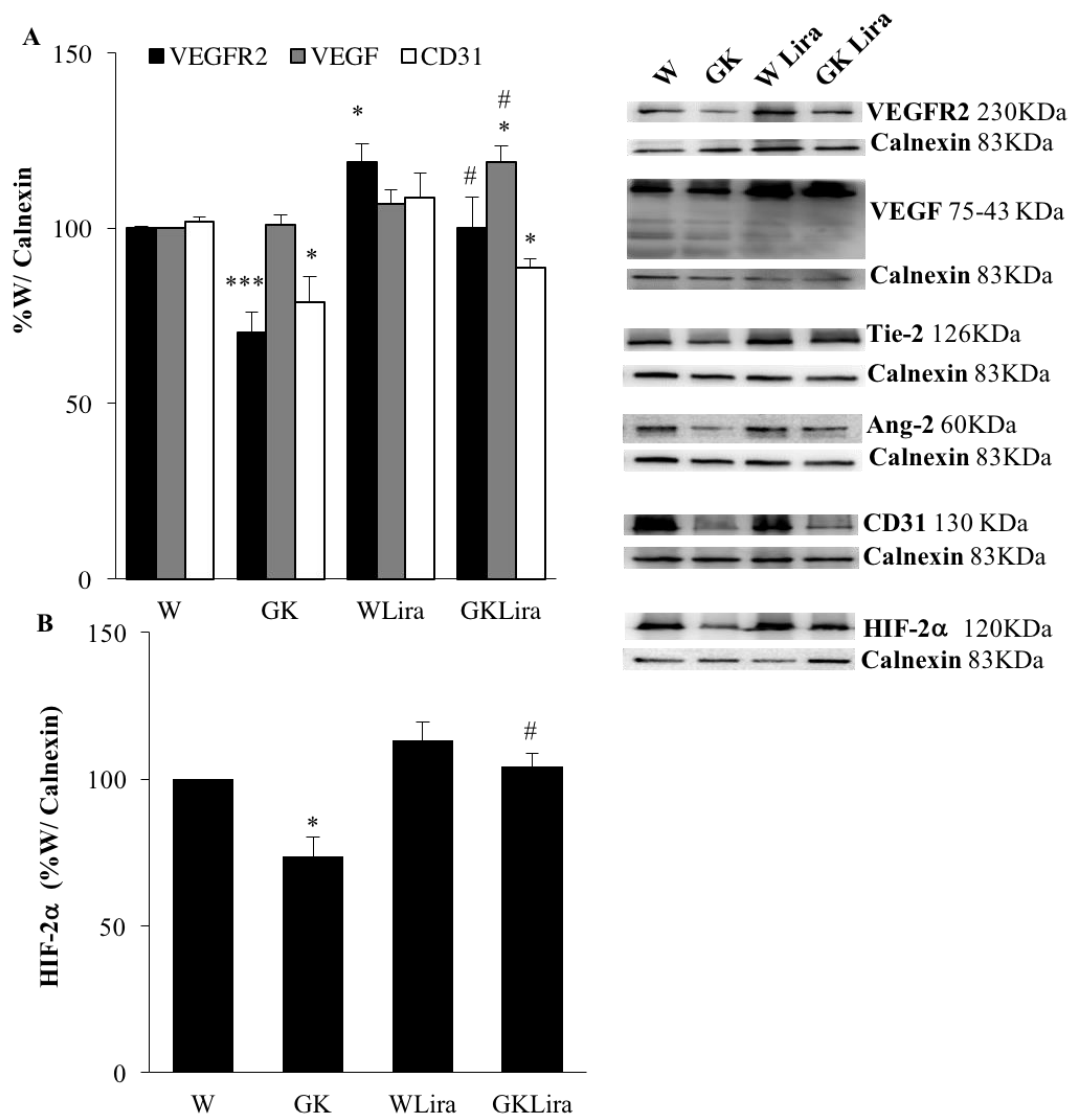 A
150
VEGFR2 VEGF CD31
%W/ Calnexin
100
50
0
***
*
*
#
#
*
*
W GK WLira GKLira
B
150
HIF-2α (%W/ Calnexin)
100
50
0
*
#
W GK WLira GKLira
W GK W Lira GK Lira
VEGFR2 230KDa
Calnexin 83KDa
VEGF 75-43 KDa
Calnexin 83KDa
Tie-2 126KDa
Calnexin 83KDa
Ang-2 60KDa
Calnexin 83KDa
CD31 130 KDa
Calnexin 83KDa
HIF-2α 120KDa
Calnexin 83KDa